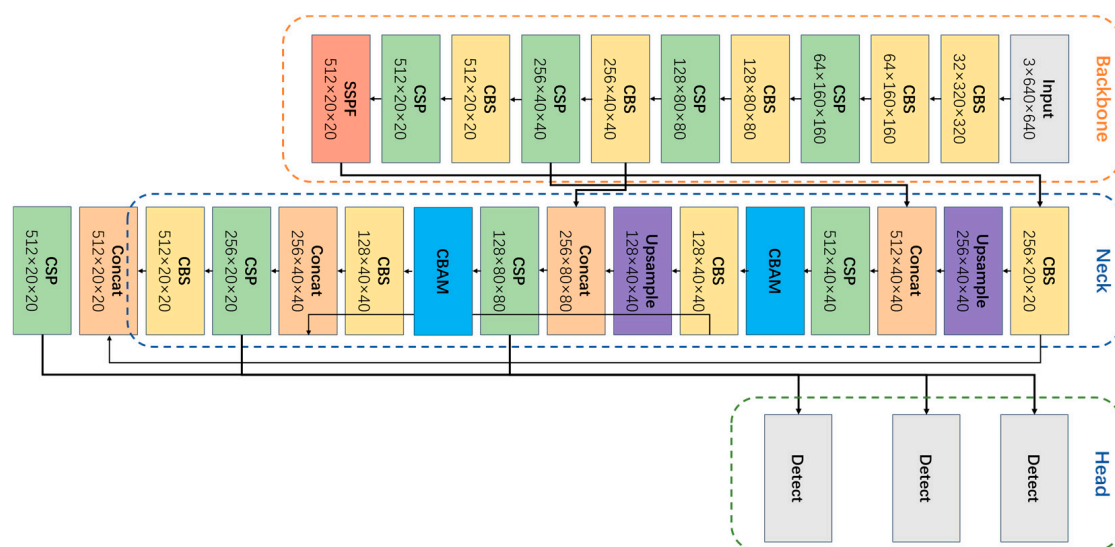 Backbone
Input
3×640×640
CBS
32×320×320
CBS
64×160×160
CSP
64×160×160
CBS
128×80×80
CSP
128×80×80
CBS
256×40×40
CSP
256×40×40
CBS
512×20×20
CSP
512×20×20
SSPF
512×20×20
Neck
CBS
256×20×20
Upsample
256×40×40
Concat
512×40×40
CSP
512×40×40
CBAM
CBS
128×40×40
Upsample
128×40×40
Concat
256×80×80
CSP
128×80×80
CBAM
CBS
128×40×40
Concat
256×40×40
CSP
256×20×20
CBS
512×20×20
Concat
512×20×20
CSP
512×20×20
Head
Detect
Detect
Detect